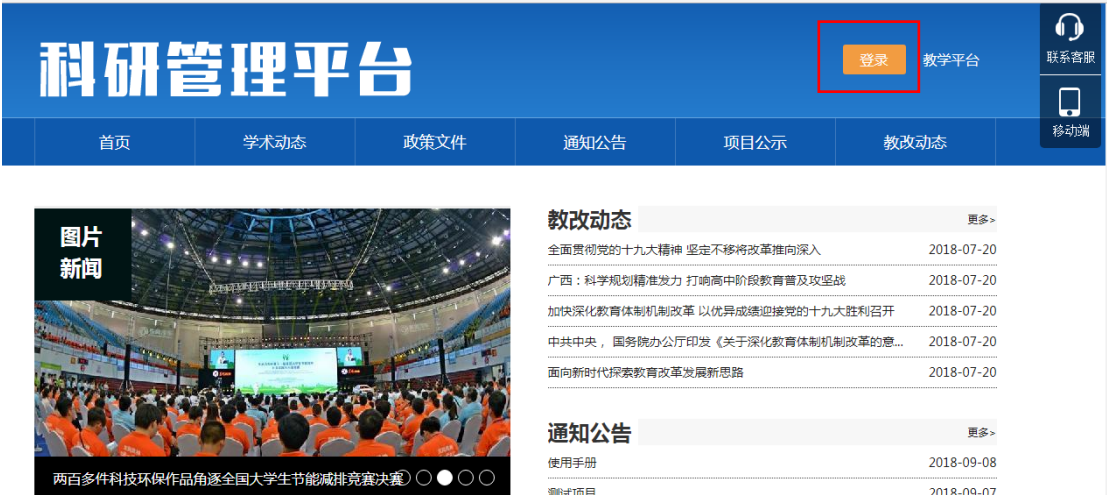 科研管理平台
登录 教学平台
联系客服
移动端
首页 学术动态 政策文件 通知公告 项目公示 教改动态
图片
新闻
两百多件科技环保作品角逐全国大学生节能减排竞赛决赛
教改动态 更多>
全面贯彻党的十九大精神 坚定不移将改革推向深入 2018-07-20
广西：科学规划精准发力 打响高中阶段教育普及攻坚战 2018-07-20
加快深化教育体制机制改革 以优异成绩迎接党的十九大胜利召开 2018-07-20
中共中央 ，国务院办公厅印发《关于深化教育体制机制改革的意... 2018-07-20
面向新时代探索教育改革发展新思路 2018-07-20
通知公告 更多>
使用手册 2018-09-08
测试项目 2018-09-07